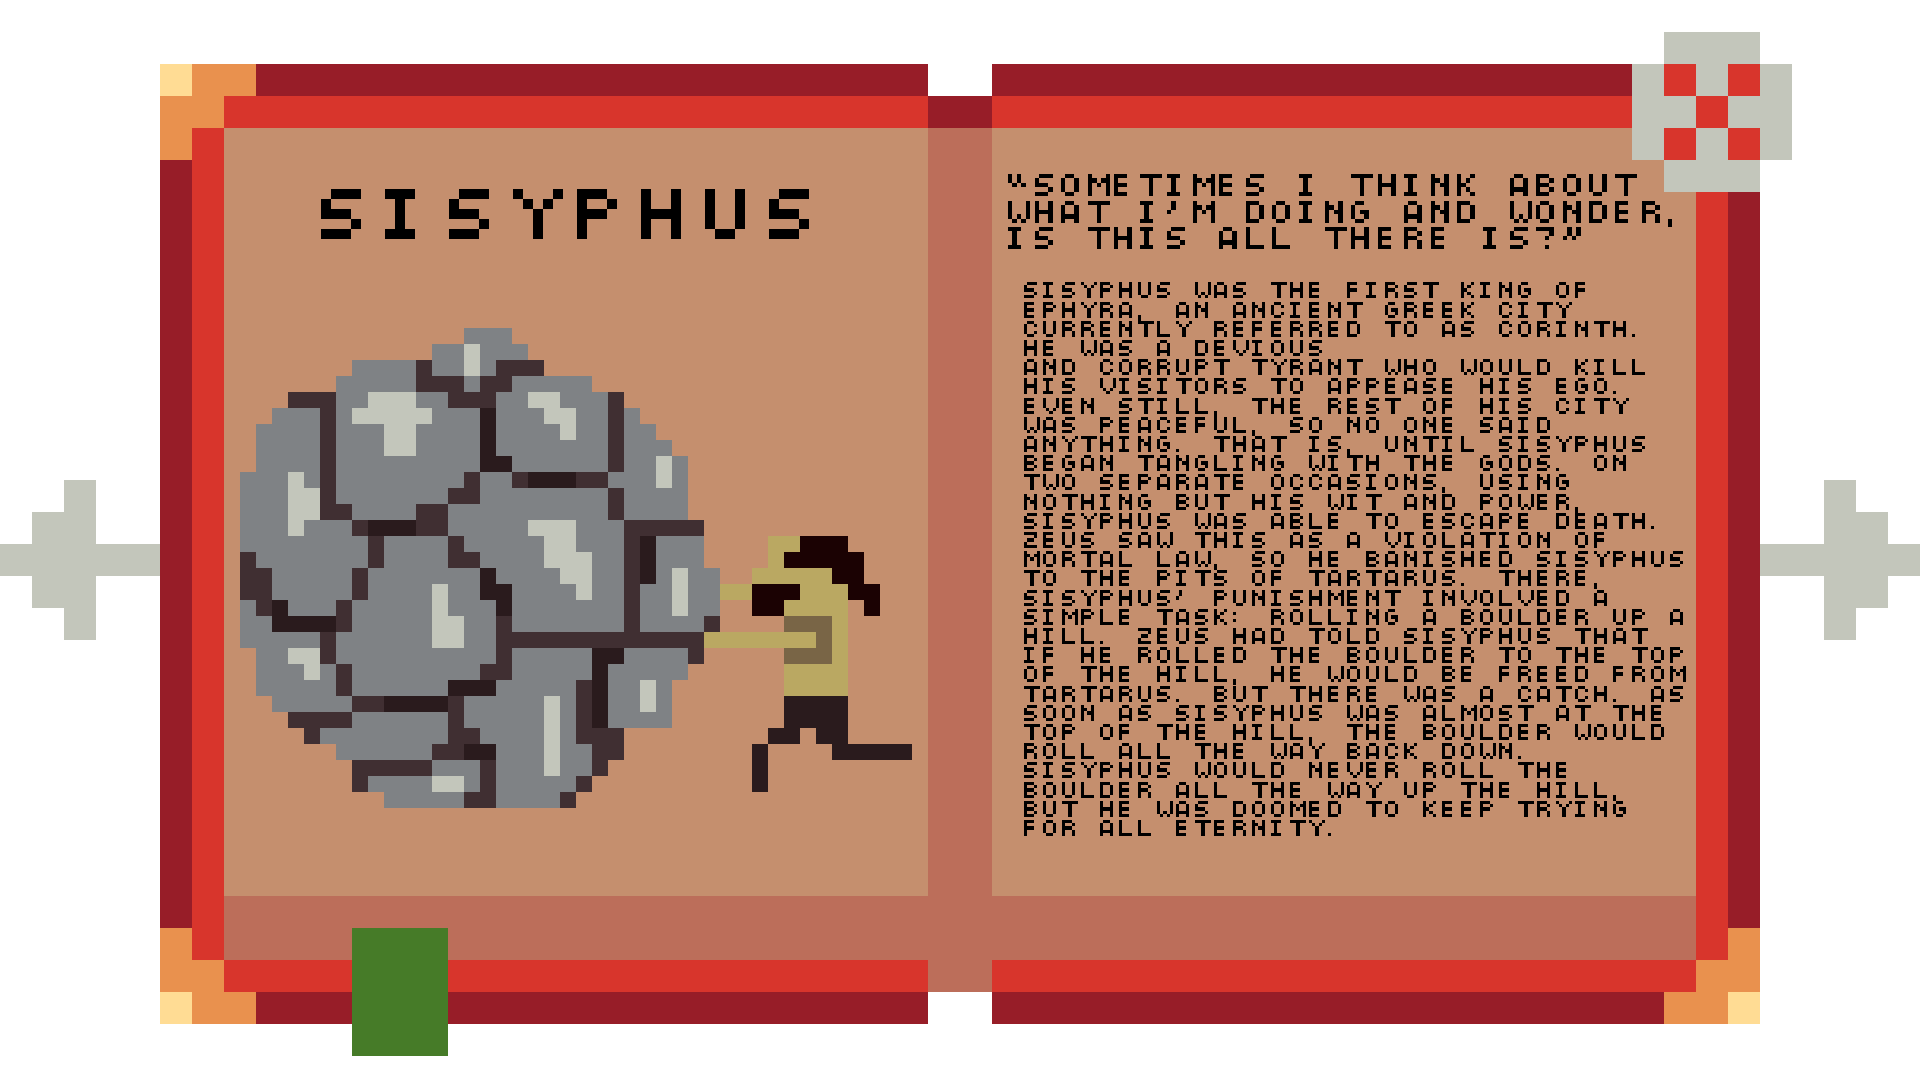 SISYPHUS
"SOMETIMES I THINK ABOUT
WHAT I'M DOING AND WONDER,
IS THIS ALL THERE IS?"
SISYPHUS WAS THE FIRST KING OF
EPHYRA, AN ANCIENT GREEK CITY
CURRENTLY REFERRED TO AS CORINTH.
HE WAS A DEVIOUS
AND CORRUPT TYRANT WHO WOULD KILL
HIS VISITORS TO APPEASE HIS EGO.
EVEN STILL, THE REST OF HIS CITY
WAS PEACEFUL, SO NO ONE SAID
ANYTHING. THAT IS, UNTIL SISYPHUS
BEGAN TANGLING WITH THE GODS. ON
TWO SEPARATE OCCASIONS, USING
NOTHING BUT HIS WIT AND POWER,
SISYPHUS WAS ABLE TO ESCAPE DEATH.
ZEUS SAW THIS AS A VIOLATION OF
MORTAL LAW, SO HE BANISHED SISYPHUS
TO THE PITS OF TARTARUS. THERE,
SISYPHUS' PUNISHMENT INVOLVED A
SIMPLE TASK: ROLLING A BOULDER UP A
HILL. ZEUS HAD TOLD SISYPHUS THAT
IF HE ROLLED THE BOULDER TO THE TOP
OF THE HILL, HE WOULD BE FREED FROM
TARTARUS. BUT THERE WAS A CATCH. AS
SOON AS SISYPHUS WAS ALMOST AT THE
TOP OF THE HILL, THE BOULDER WOULD
ROLL ALL THE WAY BACK DOWN.
SISYPHUS WOULD NEVER ROLL THE
BOULDER ALL THE WAY UP THE HILL,
BUT HE WAS DOOMED TO KEEP TRYING
FOR ALL ETERNITY.